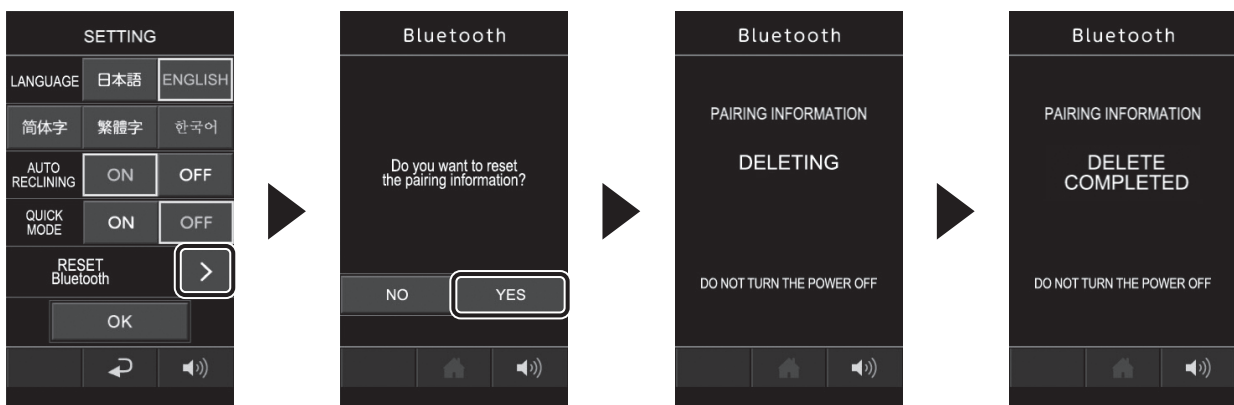 SETTING
LANGUAGE 日本語 ENGLISH
简体字 繁體字 한국어
AUTO
RECLINING ON OFF
QUICK
MODE ON OFF
RESET
Bluetooth >
OK
Bluetooth
Do you want to reset
the pairing information?
NO YES
Bluetooth
PAIRING INFORMATION
DELETING
DO NOT TURN THE POWER OFF
Bluetooth
PAIRING INFORMATION
DELETE
COMPLETED
DO NOT TURN THE POWER OFF